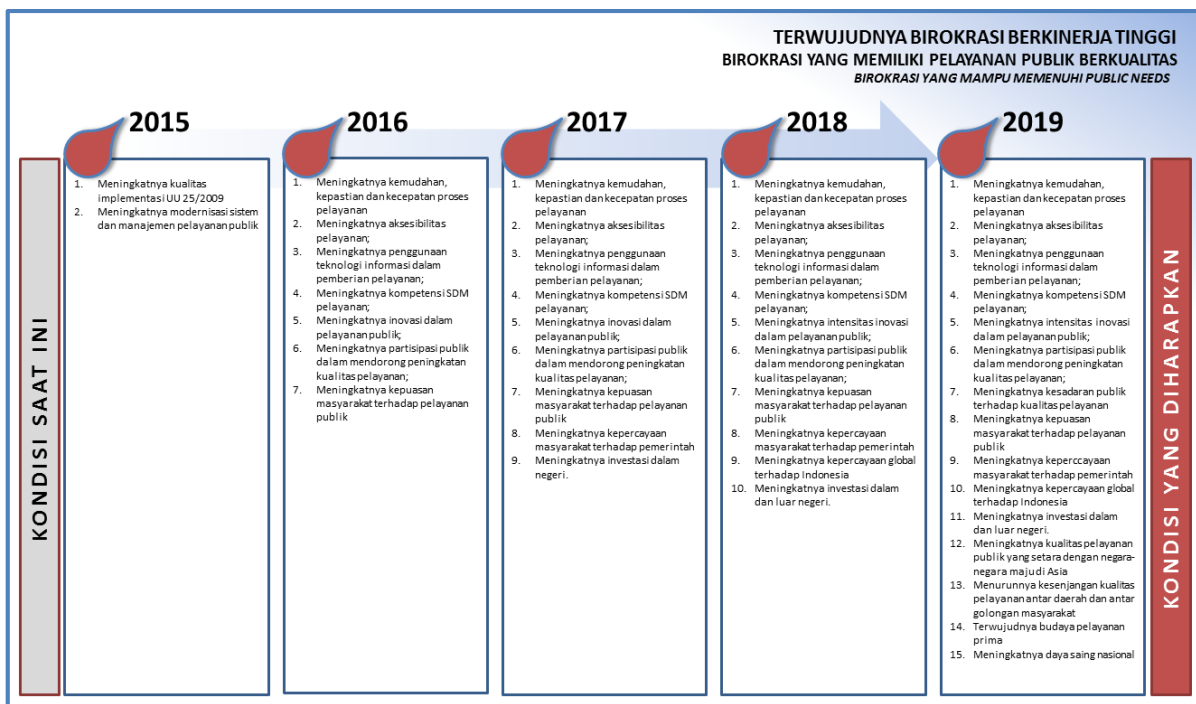 TERWUJUDNYA BIROKRASI BERKINERJA TINGGI
BIROKRASI YANG MEMILIKI PELAYANAN PUBLIK BERKUALITAS
BIROKRASI YANG MAMPU MEMENUHI PUBLIC NEEDS
KONDISI SAAT INI
2015
1. Meningkatnya kualitas
implementasi UU 25/2009
2. Meningkatnya modernisasi sistem
dan manajemen pelayanan publik
2016
1. Meningkatnya kemudahan,
kepastian dan kecepatan proses
pelayanan
2. Meningkatnya aksesibilitas
pelayanan;
3. Meningkatnya penggunaan
teknologi informasi dalam
pemberian pelayanan;
4. Meningkatnya kompetensi SDM
pelayanan;
5. Meningkatnya inovasi dalam
pelayanan publik;
6. Meningkatnya partisipasi publik
dalam mendorong peningkatan
kualitas pelayanan;
7. Meningkatnya kepuasan
masyarakat terhadap pelayanan
publik
2017
1. Meningkatnya kemudahan,
kepastian dan kecepatan proses
pelayanan
2. Meningkatnya aksesibilitas
pelayanan;
3. Meningkatnya penggunaan
teknologi informasi dalam
pemberian pelayanan;
4. Meningkatnya kompetensi SDM
pelayanan;
5. Meningkatnya inovasi dalam
pelayanan publik;
6. Meningkatnya partisipasi publik
dalam mendorong peningkatan
kualitas pelayanan;
7. Meningkatnya kepuasan
masyarakat terhadap pelayanan
publik
8. Meningkatnya kepercayaan
masyarakat terhadap pemerintah
9. Meningkatnya investasi dalam
negeri.
2018
1. Meningkatnya kemudahan,
kepastian dan kecepatan proses
pelayanan
2. Meningkatnya aksesibilitas
pelayanan;
3. Meningkatnya penggunaan
teknologi informasi dalam
pemberian pelayanan;
4. Meningkatnya kompetensi SDM
pelayanan;
5. Meningkatnya intensitas inovasi
dalam pelayanan publik;
6. Meningkatnya partisipasi publik
dalam mendorong peningkatan
kualitas pelayanan;
7. Meningkatnya kepuasan
masyarakat terhadap pelayanan
publik
8. Meningkatnya kepercayaan
masyarakat terhadap pemerintah
9. Meningkatnya kepercayaan global
terhadap Indonesia
10. Meningkatnya investasi dalam
dan luar negeri.
2019
1. Meningkatnya kemudahan,
kepastian dan kecepatan proses
pelayanan
2. Meningkatnya aksesibilitas
pelayanan;
3. Meningkatnya penggunaan
teknologi informasi dalam
pemberian pelayanan;
4. Meningkatnya kompetensi SDM
pelayanan;
5. Meningkatnya intensitas inovasi
dalam pelayanan publik;
6. Meningkatnya partisipasi publik
dalam mendorong peningkatan
kualitas pelayanan;
7. Meningkatnya kesadaran publik
terhadap kualitas pelayanan
8. Meningkatnya kepuasan
masyarakat terhadap pelayanan
publik
9. Meningkatnya keperccayaan
masyarakat terhadap pemerintah
10. Meningkatnya kepercayaan global
terhadap Indonesia
11. Meningkatnya investasi dalam
dan luar negeri.
12. Meningkatnya kualitas pelayanan
publik yang setara dengan negara-
negara maju di Asia
13. Menurunnya kesenjangan kualitas
pelayanan antar daerah dan antar
golongan masyarakat
14. Terwujudnya budaya pelayanan
prima
15. Meningkatnya daya saing nasional
KONDISI YANG DIHARAPKAN